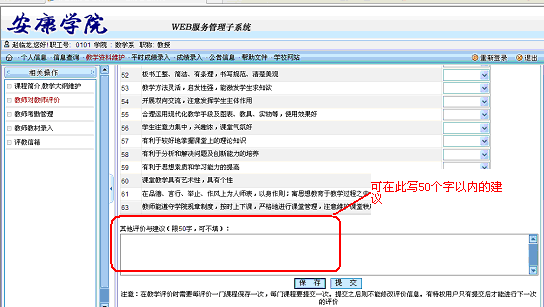 安康学院
WEB服务管理子系统
赵临龙,您好!职工号: 0101 学院 : 数学系 职称: 教授
个人信息 · 信息查询 · 教学资料维护 · 平时成绩录入 · 成绩录入 · 公告信息 · 帮助文件 · 学校网站 重新登录 退出
相关操作
课程简介,教学大纲维护
教师对教师评价
教师考勤管理
教师教材录入
评教信箱
52 板书工整、简洁、有条理，书写规范、清楚美观
53 教学方法灵活，启发性强，能激发学生求知欲
54 开展双向交流，注意发挥学生主体作用
55 合理运用现代化教学手段及图表、教具、实物等，使用效果好
56 学生注意力集中，兴趣浓，课堂气氛好
57 有利于较好地掌握课堂上的理论知识
58 有利于分析和解决问题及创新能力的培养
59 有利于思想素质和学习能力的提高
60 课堂教学具有艺术性，具有个性
61 在品德、言行、举止、作风上为人师表，以身作则；寓思想教育于教学过程之
63 教师能遵守学院规章制度，按时上下课，严格地进行课堂管理，注意维护课堂秩
可在此写50个字以内的建
议
其他评价与建议(限50字，可不填)：
保 存 提 交
注意：在教学评价时需要每评价一门课程保存一次，每门课程要提交一次。提交之后则不能修改评价信息。有特权用户只有提交才能进行下一次
的评价